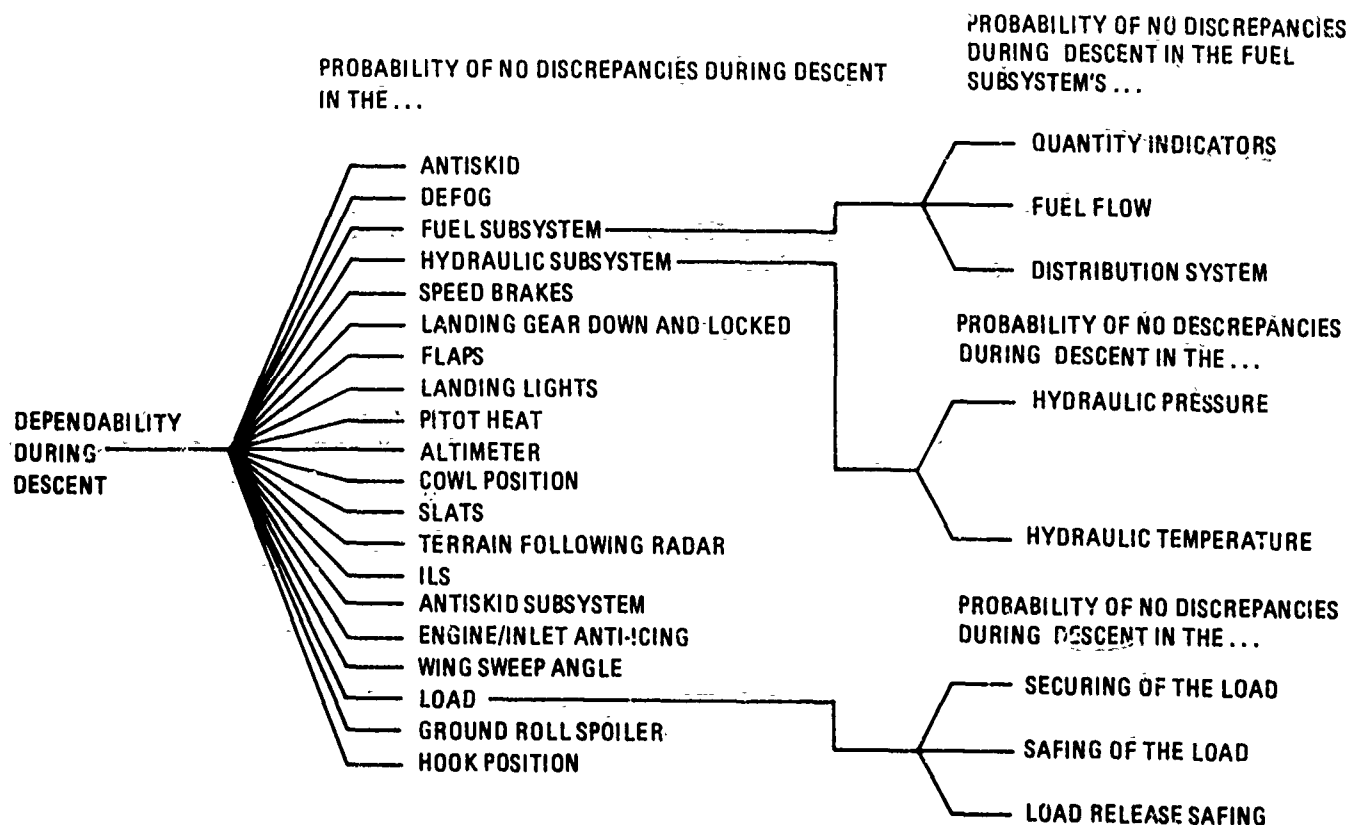 PROBABILITY OF NO DISCREPANCIES DURING DESCENT
IN THE...
ANTISKID
DEFOG
FUEL SUBSYSTEM
HYDRAULIC SUBSYSTEM
SPEED BRAKES
LANDING GEAR DOWN AND LOCKED
FLAPS
LANDING LIGHTS
PITOT HEAT
ALTIMETER
COWL POSITION
SLATS
TERRAIN FOLLOWING RADAR
ILS
ANTISKID SUBSYSTEM
ENGINE/INLET ANTI-ICING
WING SWEEP ANGLE
LOAD
GROUND ROLL SPOILER
HOOK POSITION
DEPENDABILITY
DURING
DESCENT
PROBABILITY OF NO DISCREPANCIES
DURING DESCENT IN THE FUEL
SUBSYSTEM'S...
QUANTITY INDICATORS
FUEL FLOW
DISTRIBUTION SYSTEM
PROBABILITY OF NO DESCREPANCIES
DURING DESCENT IN THE...
HYDRAULIC PRESSURE
HYDRAULIC TEMPERATURE
PROBABILITY OF NO DISCREPANCIES
DURING DESCENT IN THE...
SECURING OF THE LOAD
SAFING OF THE LOAD
LOAD RELEASE SAFING